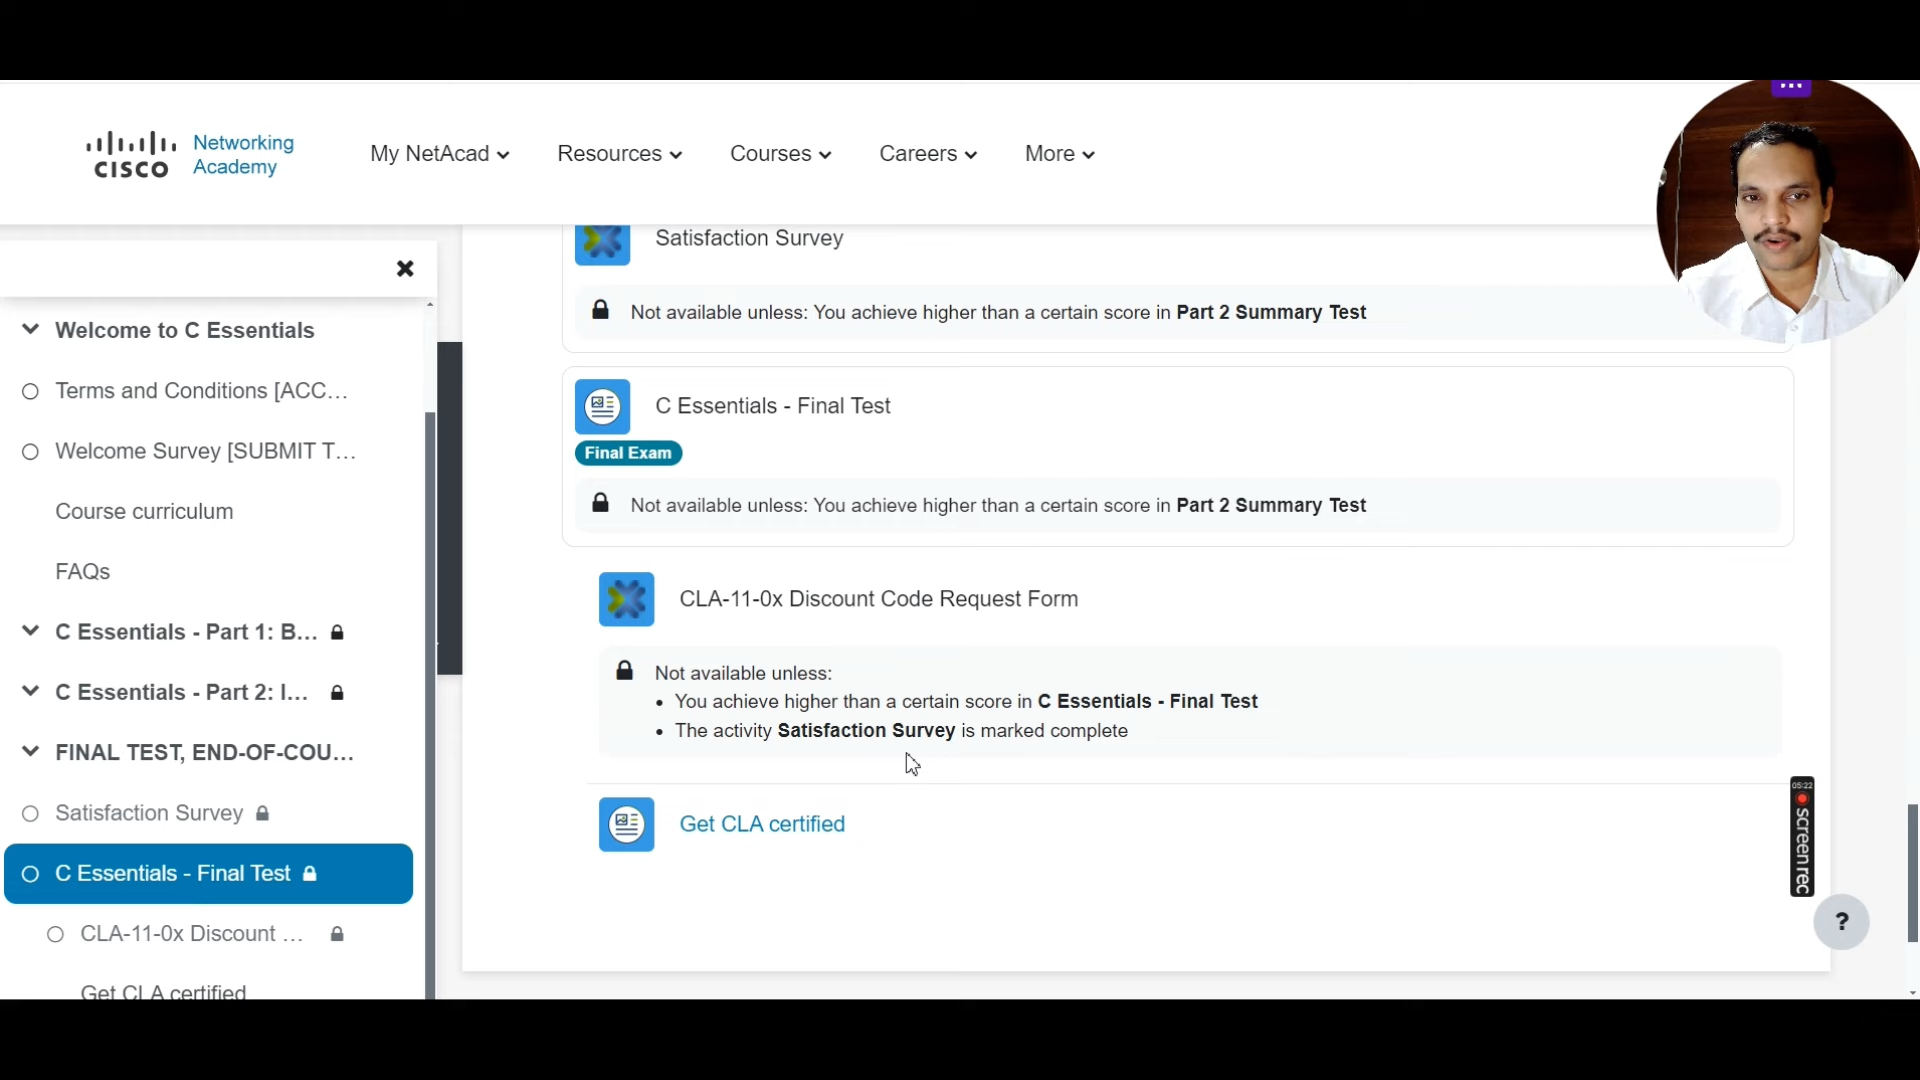 CISCO
Networking
Academy
My NetAcad
Resources
Courses
Careers
More
Welcome to C Essentials
Terms and Conditions [ACC...
Welcome Survey [SUBMIT T...
Course curriculum
FAQs
C Essentials - Part 1: B...
C Essentials - Part 2: I...
FINAL TEST, END-OF-COU...
Satisfaction Survey
C Essentials - Final Test
CLA-11-0x Discount ...
Get CLA certified
Satisfaction Survey
Not available unless: You achieve higher than a certain score in Part 2 Summary Test
C Essentials - Final Test
Final Exam
Not available unless: You achieve higher than a certain score in Part 2 Summary Test
CLA-11-0x Discount Code Request Form
Not available unless:
• You achieve higher than a certain score in C Essentials - Final Test
• The activity Satisfaction Survey is marked complete
Get CLA certified
05:22
screenrec
?